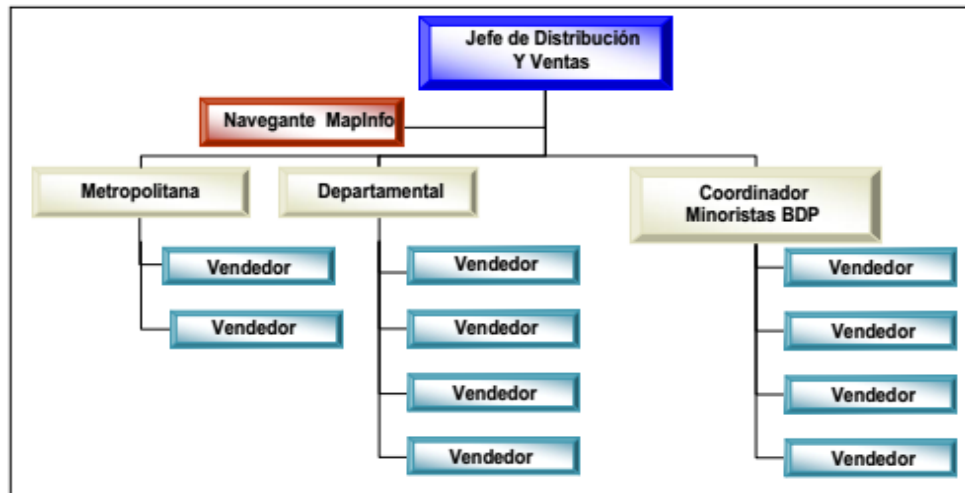 Jefe de Distribución
Y Ventas
Navegante MapInfo
Metropolitana
Departamental
Coordinador
Minoristas BDP
Vendedor
Vendedor
Vendedor
Vendedor
Vendedor
Vendedor
Vendedor
Vendedor
Vendedor
Vendedor